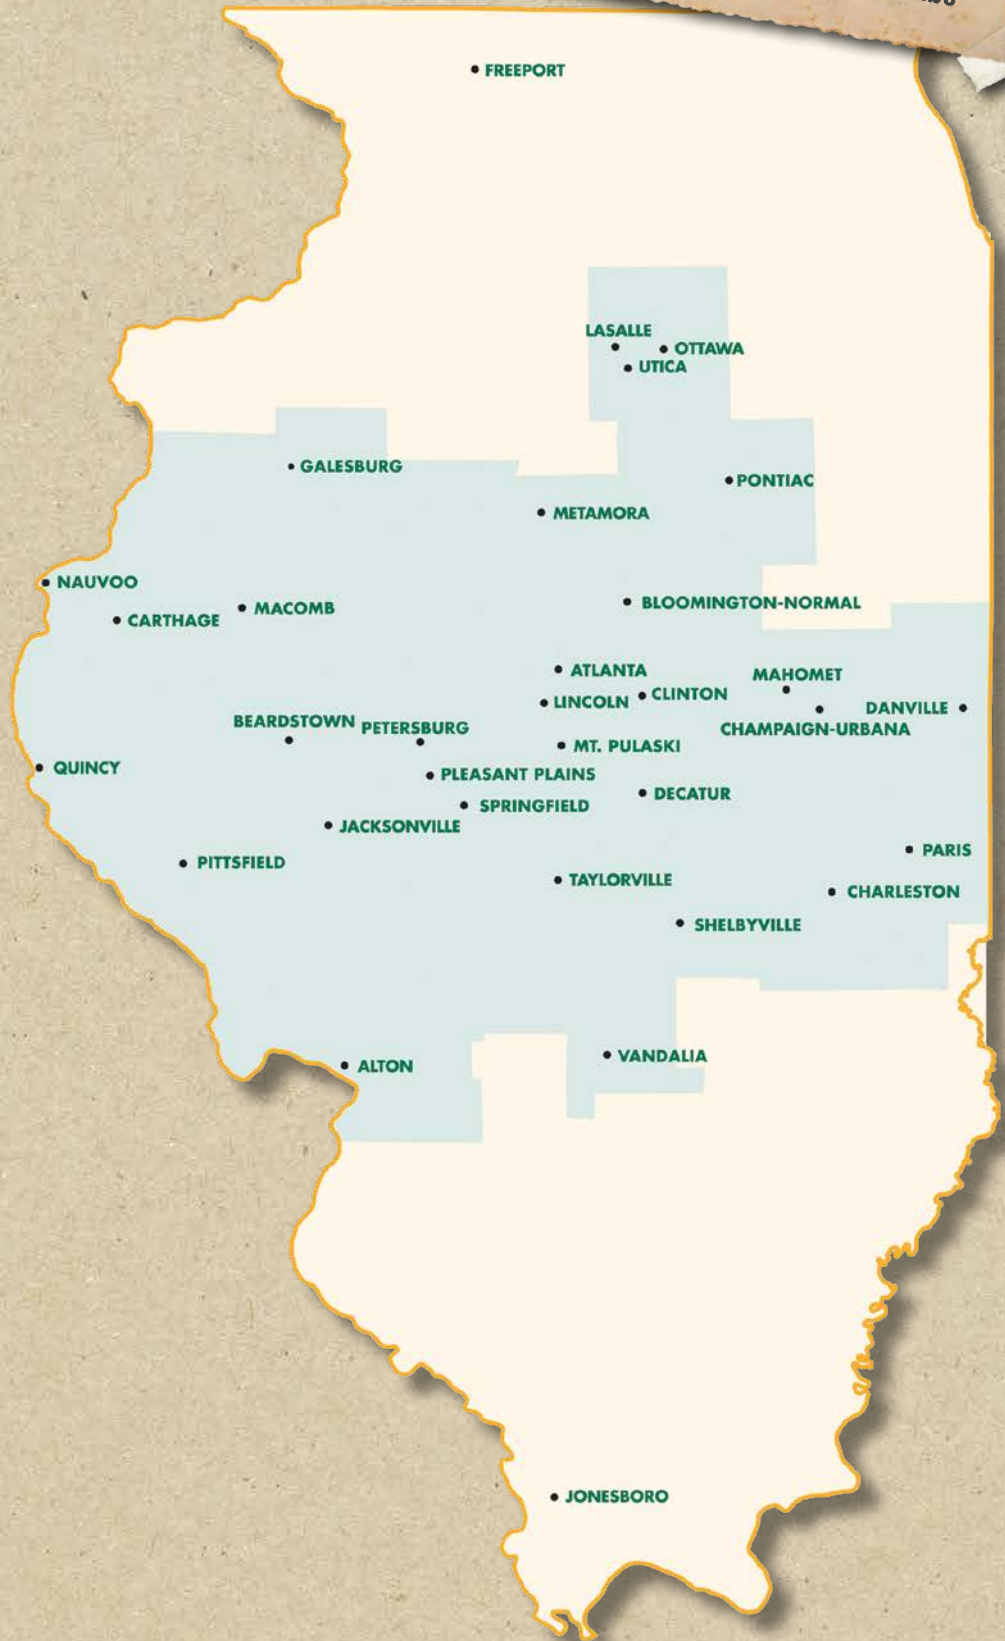 FREEPORT
LASALLE
OTTAWA
UTICA
GALESBURG
PONTIAC
METAMORA
NAUVOO
BLOOMINGTON-NORMAL
MACOMB
CARTHAGE
ATLANTA
MAHOMET
CLINTON
LINCOLN
DANVILLE
BEARDSTOWN
PETERSBURG
CHAMPAIGN-URBANA
MT. PULASKI
QUINCY
PLEASANT PLAINS
DECATUR
SPRINGFIELD
JACKSONVILLE
PARIS
PITTSFIELD
TAYLORVILLE
CHARLESTON
SHELBYVILLE
VANDALIA
ALTON
JONESBORO